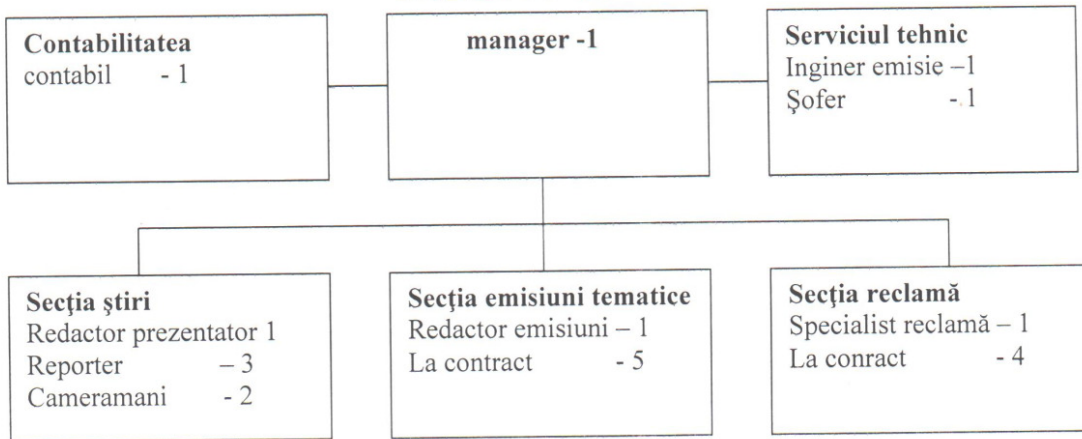 Contabilitatea
contabil - 1
manager -1
Serviciul tehnic
Inginer emisie –1
Şofer - 1
Secţia ştiri
Redactor prezentator 1
Reporter – 3
Cameramani - 2
Secţia emisiuni tematice
Redactor emisiuni – 1
La contract - 5
Secţia reclamă
Specialist reclamă – 1
La conract - 4